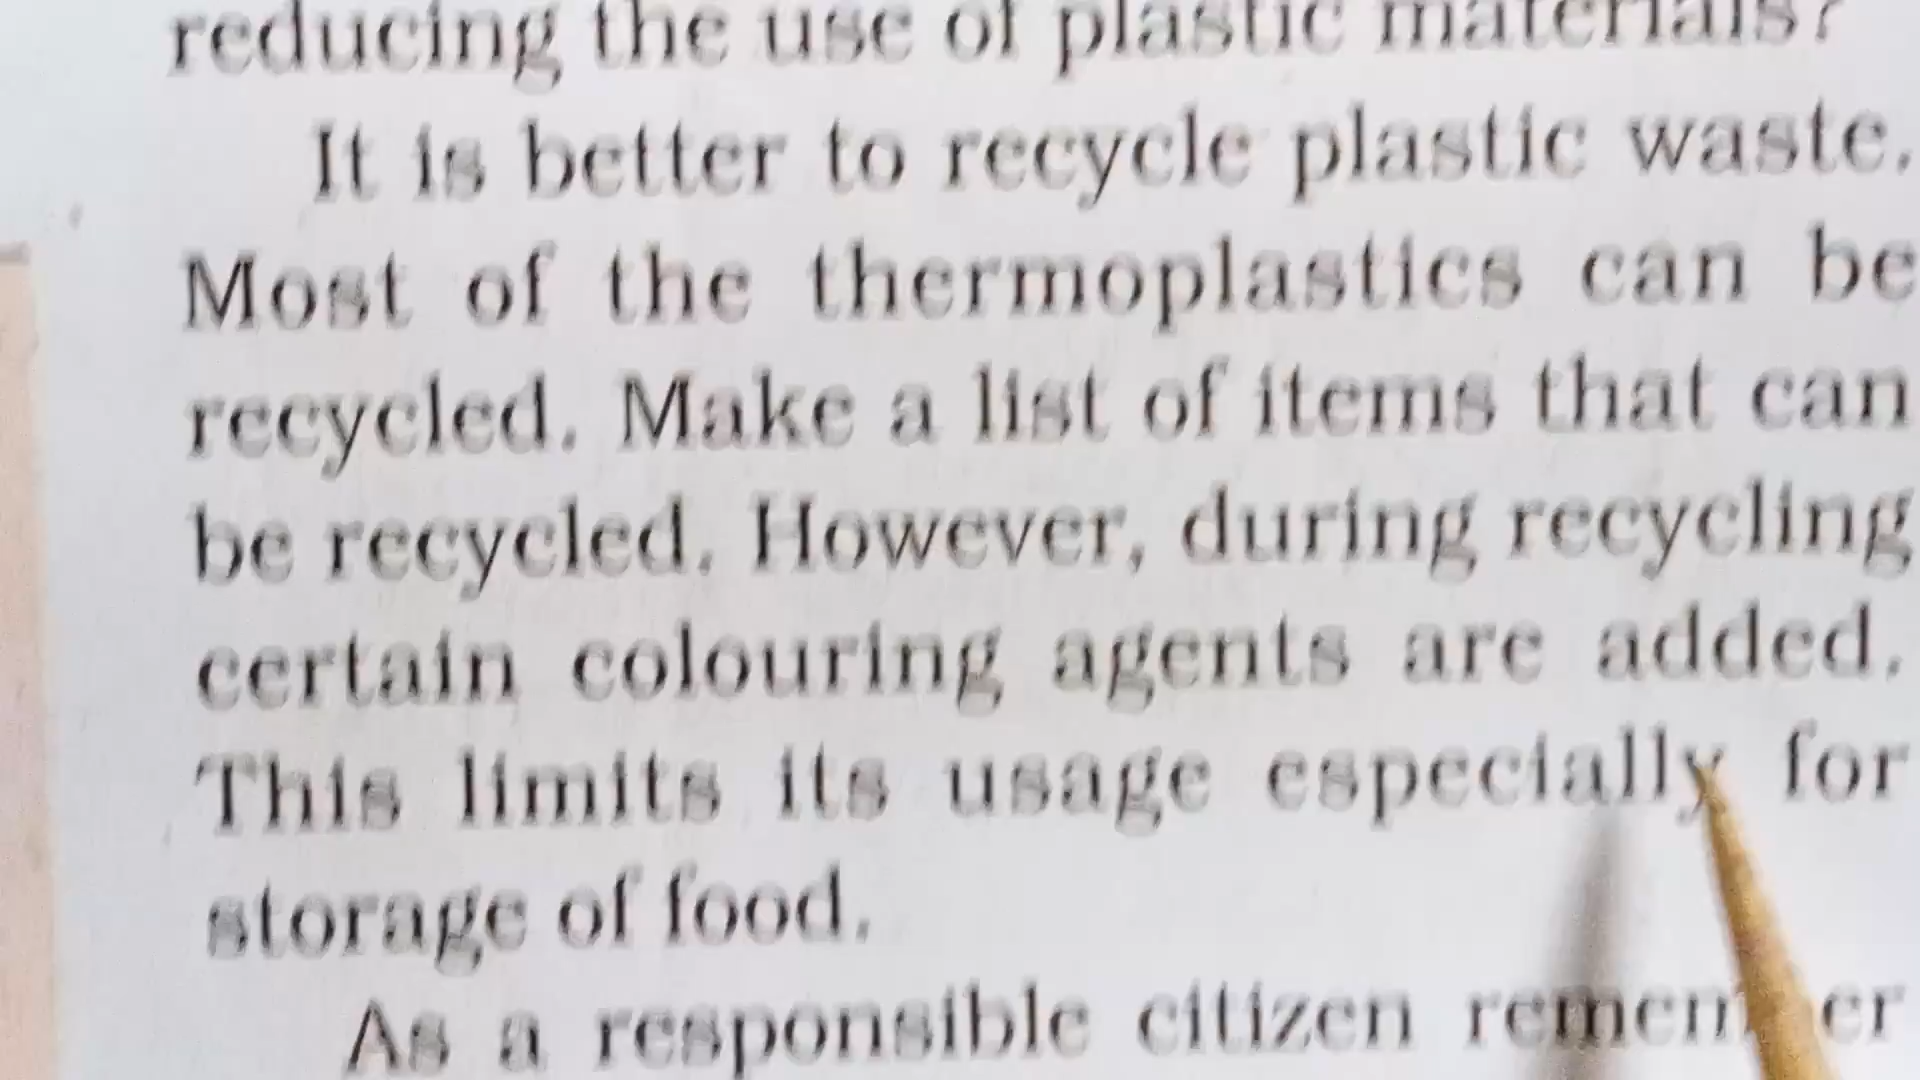 reducing the use of plastic materials?
It is better to recycle plastic waste.
Most of the thermoplastics can be
recycled. Make a list of items that can
be recycled. However, during recycling
certain colouring agents are added.
This limits its usage especially for
storage of food.
As a responsible citizen remember